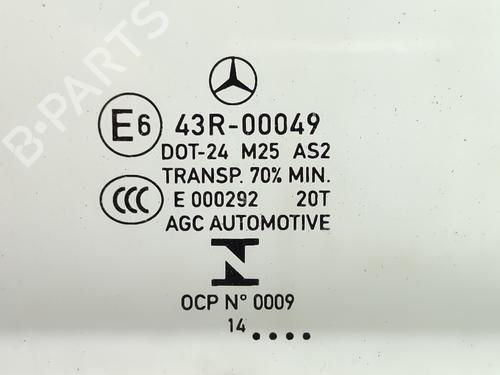 B-PARTS
E6 43R-00049
DOT-24 M25 AS2
TRANSP. 70% MIN.
CCC E 000292 20T
AGC AUTOMOTIVE
OCP N° 0009
14 ....